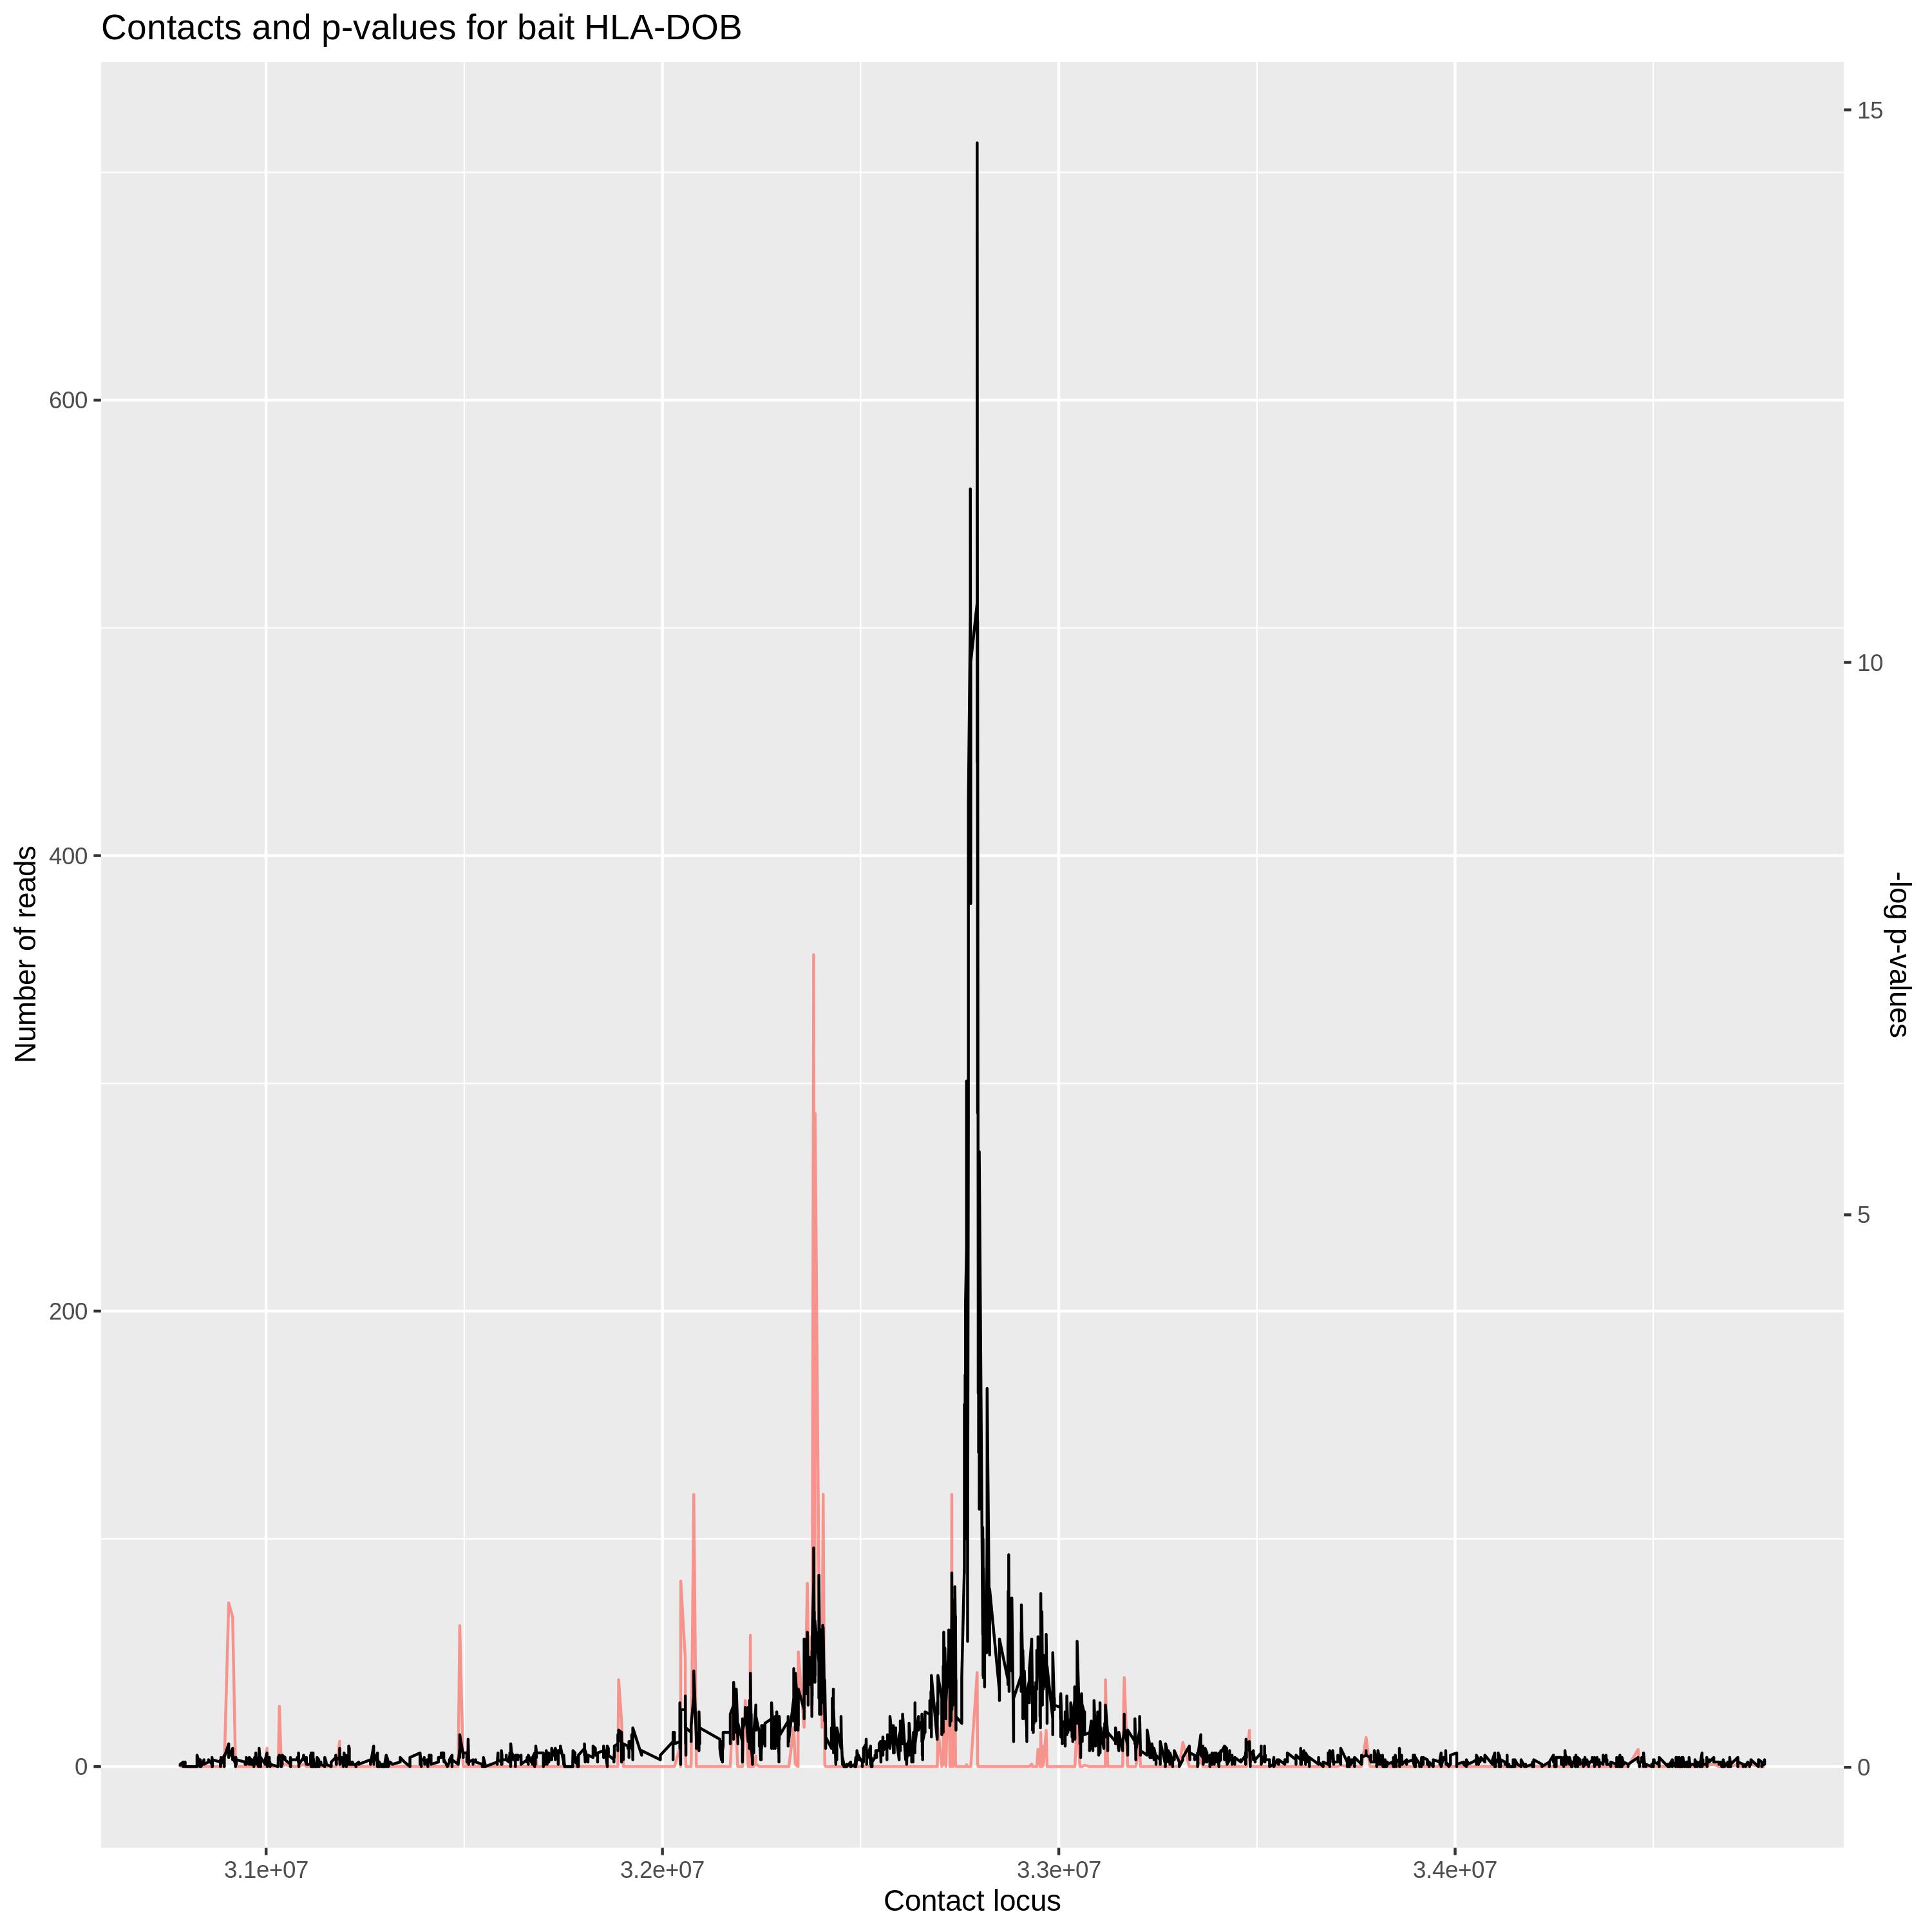 Contacts and p-values for bait HLA-DOB
15
600
10
400
Number of reads
-log p-values
5
200
0
0
3.1e+07
3.2e+07
3.3e+07
3.4e+07
Contact locus